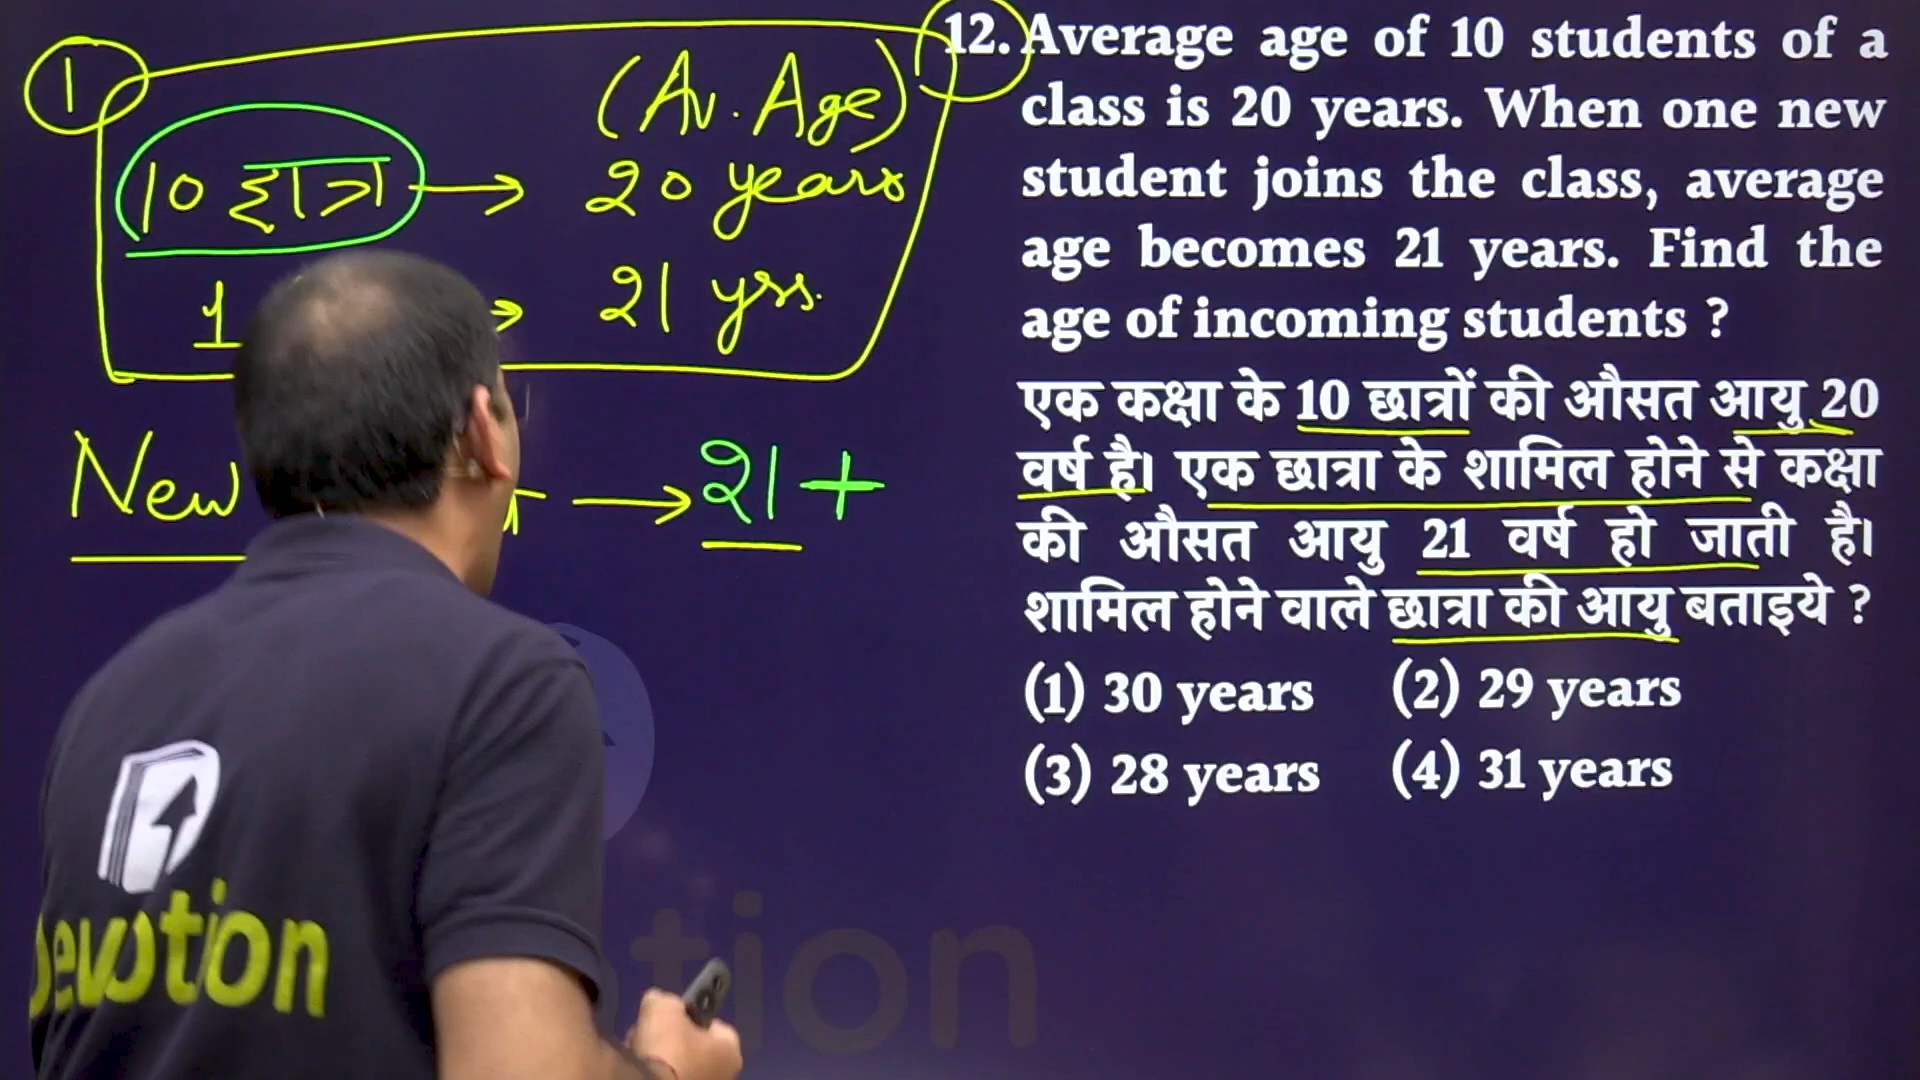 1
(Av. Age)
10 छात्र → 20 years
1 → 21 yrs.
New → 21 +
12. Average age of 10 students of a
class is 20 years. When one new
student joins the class, average
age becomes 21 years. Find the
age of incoming students ?
एक कक्षा के 10 छात्रों की औसत आयु 20
वर्ष है। एक छात्रा के शामिल होने से कक्षा
की औसत आयु 21 वर्ष हो जाती है।
शामिल होने वाले छात्रा की आयु बताइये ?
(1) 30 years (2) 29 years
(3) 28 years (4) 31 years
Devotion
tion